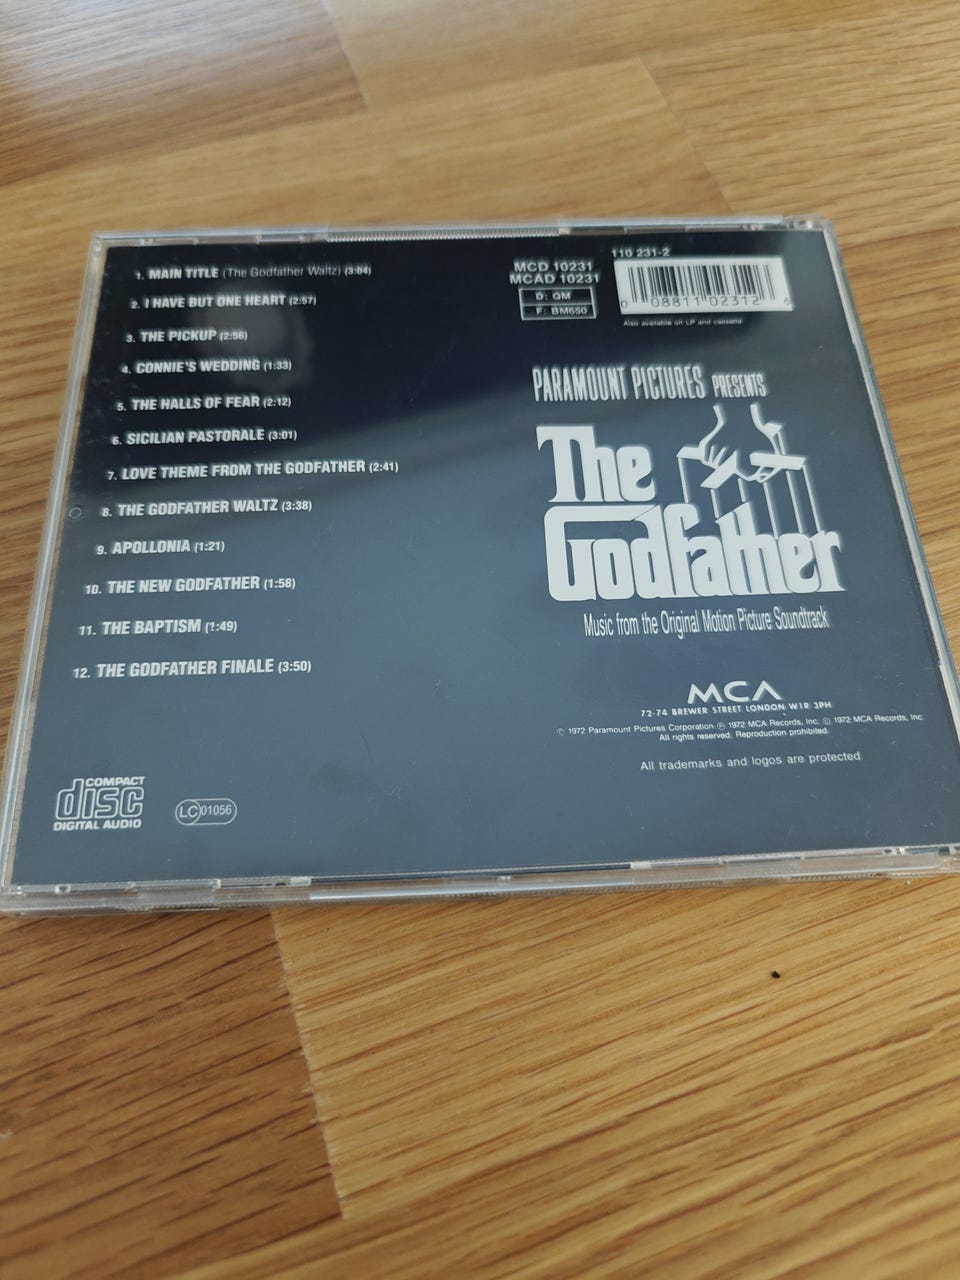 1. MAIN TITLE (The Godfather Waltz) (3:04)
2. I HAVE BUT ONE HEART (2:57)
3. THE PICKUP (2:56)
4. CONNIE'S WEDDING (1:33)
5. THE HALLS OF FEAR (2:12)
6. SICILIAN PASTORALE (3:01)
7. LOVE THEME FROM THE GODFATHER (2:41)
8. THE GODFATHER WALTZ (3:38)
9. APOLLONIA (1:21)
10. THE NEW GODFATHER (1:58)
11. THE BAPTISM (1:49)
12. THE GODFATHER FINALE (3:50)
COMPACT
disc
DIGITAL AUDIO
LC 01056
MCD 10231
MCAD 10231
D: QM
F: BM650
110 231-2
0 08811 02312 6
Also available on LP and cassette
PARAMOUNT PICTURES PRESENTS
The
Godfather
Music from the Original Motion Picture Soundtrack
MCA
72-74 BREWER STREET LONDON W1R 3PH
© 1972 Paramount Pictures Corporation ℗ 1972 MCA Records, Inc. © 1972 MCA Records, Inc.
All rights reserved. Reproduction prohibited.
All trademarks and logos are protected